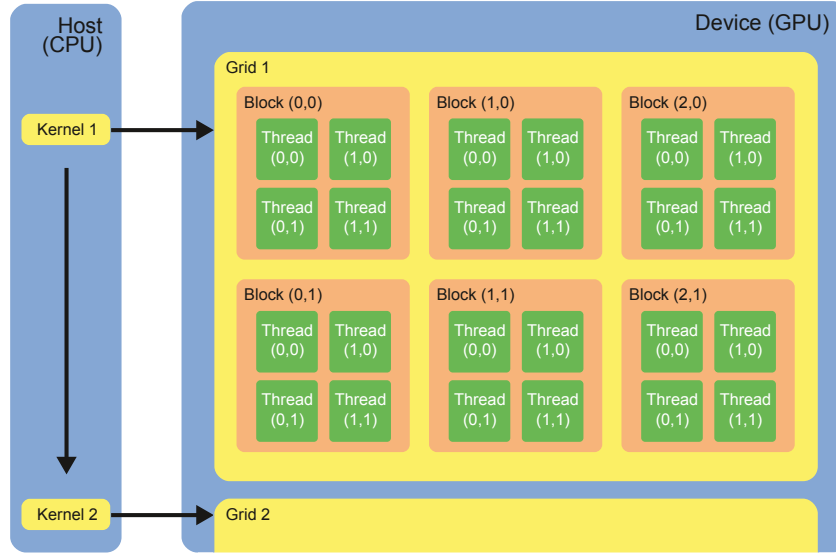 Host
(CPU)
Device (GPU)
Grid 1
Kernel 1
Block (0,0)
Thread
(0,0)
Thread
(1,0)
Thread
(0,1)
Thread
(1,1)
Block (1,0)
Thread
(0,0)
Thread
(1,0)
Thread
(0,1)
Thread
(1,1)
Block (2,0)
Thread
(0,0)
Thread
(1,0)
Thread
(0,1)
Thread
(1,1)
Block (0,1)
Thread
(0,0)
Thread
(1,0)
Thread
(0,1)
Thread
(1,1)
Block (1,1)
Thread
(0,0)
Thread
(1,0)
Thread
(0,1)
Thread
(1,1)
Block (2,1)
Thread
(0,0)
Thread
(1,0)
Thread
(0,1)
Thread
(1,1)
Kernel 2
Grid 2